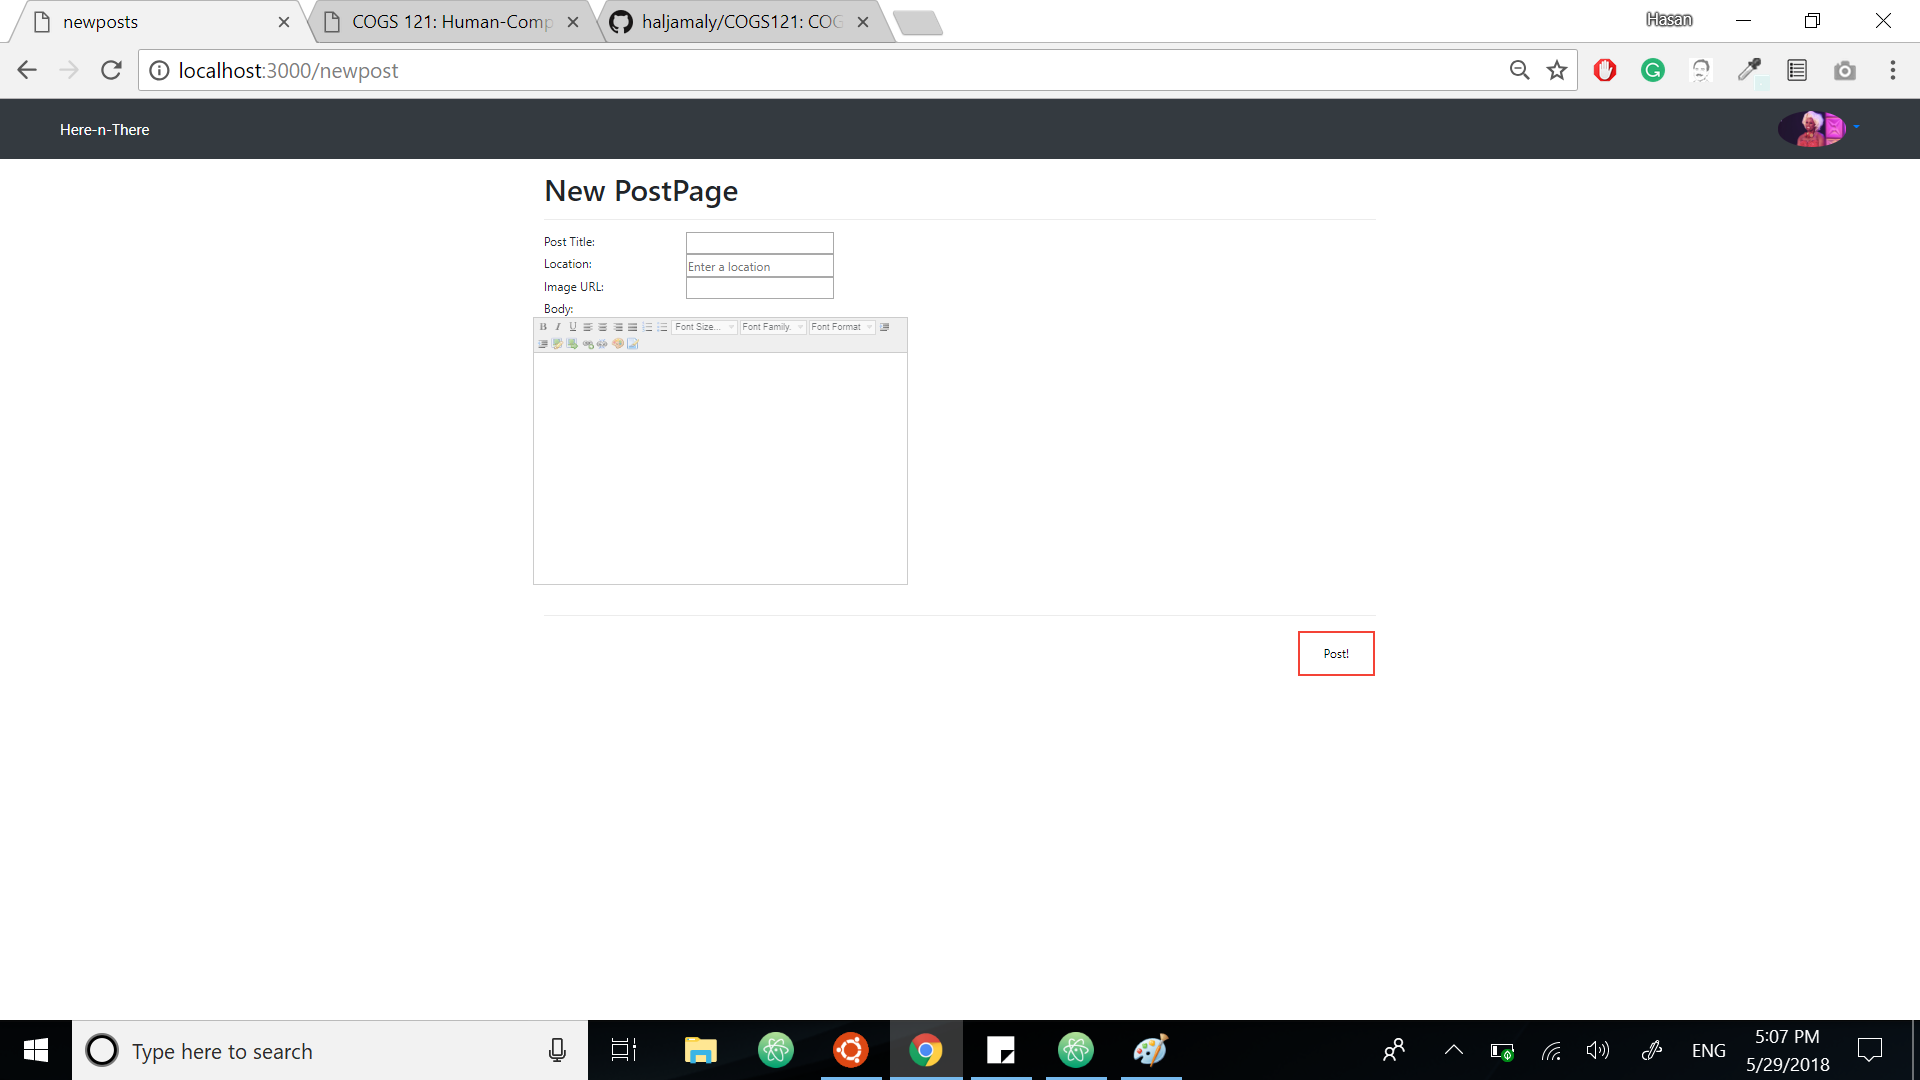 newposts
COGS 121: Human-Comp
haljamaly/COGS121: COG
Hasan
localhost:3000/newpost
Here-n-There
New PostPage
Post Title:
Location:
Enter a location
Image URL:
Body:
B I U Font Size... Font Family. Font Format
Post!
Type here to search
ENG
5:07 PM
5/29/2018